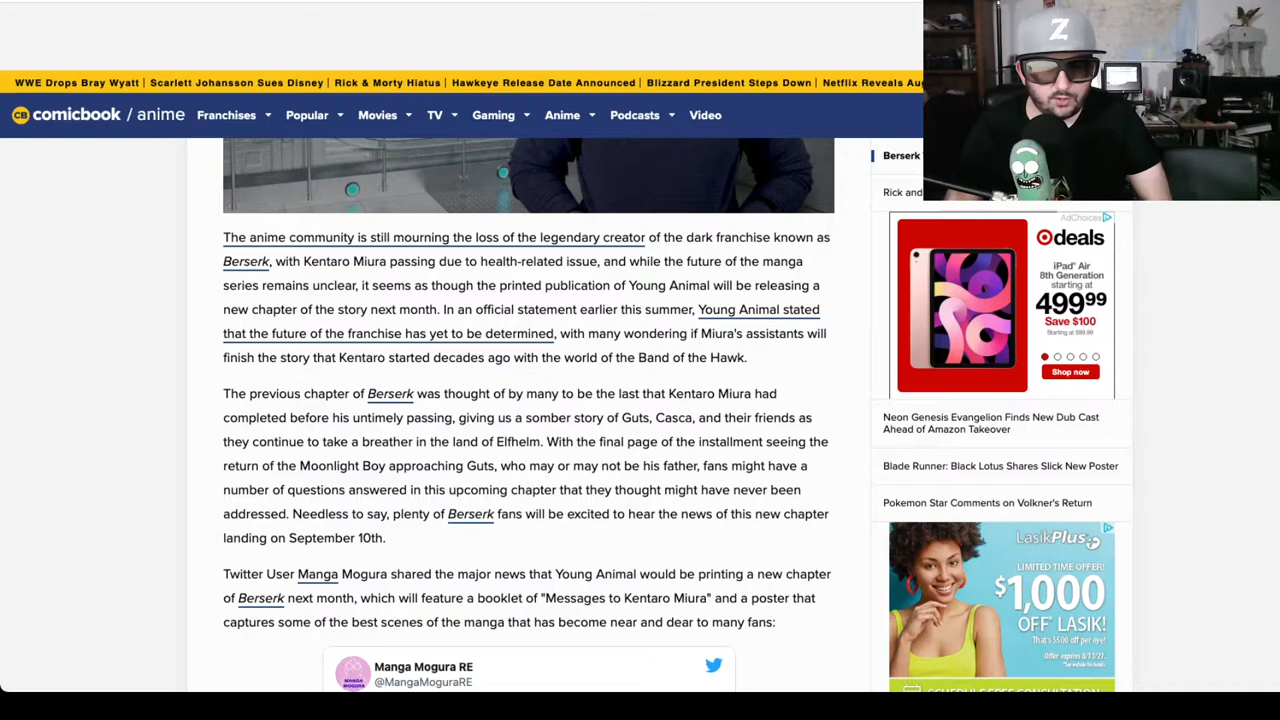 WWE Drops Bray Wyatt | Scarlett Johansson Sues Disney | Rick & Morty Hiatus | Hawkeye Release Date Announced | Blizzard President Steps Down | Netflix Reveals Au
CB comicbook / anime Franchises Popular Movies TV Gaming Anime Podcasts Video
Z
Berserk
Rick and
The anime community is still mourning the loss of the legendary creator of the dark franchise known as
Berserk, with Kentaro Miura passing due to health-related issue, and while the future of the manga
series remains unclear, it seems as though the printed publication of Young Animal will be releasing a
new chapter of the story next month. In an official statement earlier this summer, Young Animal stated
that the future of the franchise has yet to be determined, with many wondering if Miura's assistants will
finish the story that Kentaro started decades ago with the world of the Band of the Hawk.
The previous chapter of Berserk was thought of by many to be the last that Kentaro Miura had
completed before his untimely passing, giving us a somber story of Guts, Casca, and their friends as
they continue to take a breather in the land of Elfhelm. With the final page of the installment seeing the
return of the Moonlight Boy approaching Guts, who may or may not be his father, fans might have a
number of questions answered in this upcoming chapter that they thought might have never been
addressed. Needless to say, plenty of Berserk fans will be excited to hear the news of this new chapter
landing on September 10th.
Twitter User Manga Mogura shared the major news that Young Animal would be printing a new chapter
of Berserk next month, which will feature a booklet of "Messages to Kentaro Miura" and a poster that
captures some of the best scenes of the manga that has become near and dear to many fans:
MANGA
MOGURA
Manga Mogura RE
@MangaMoguraRE
AdChoices
deals
iPad Air
8th Generation
starting at
499.99
Save $100
Shop now
Neon Genesis Evangelion Finds New Dub Cast
Ahead of Amazon Takeover
Blade Runner: Black Lotus Shares Slick New Poster
Pokemon Star Comments on Volkner's Return
LasikPlus
LIMITED TIME OFFER!
$1,000
OFF LASIK!
That's $500 off per eye!
Offer expires 8/31/21.
SCHEDULE FREE CONSULTATION